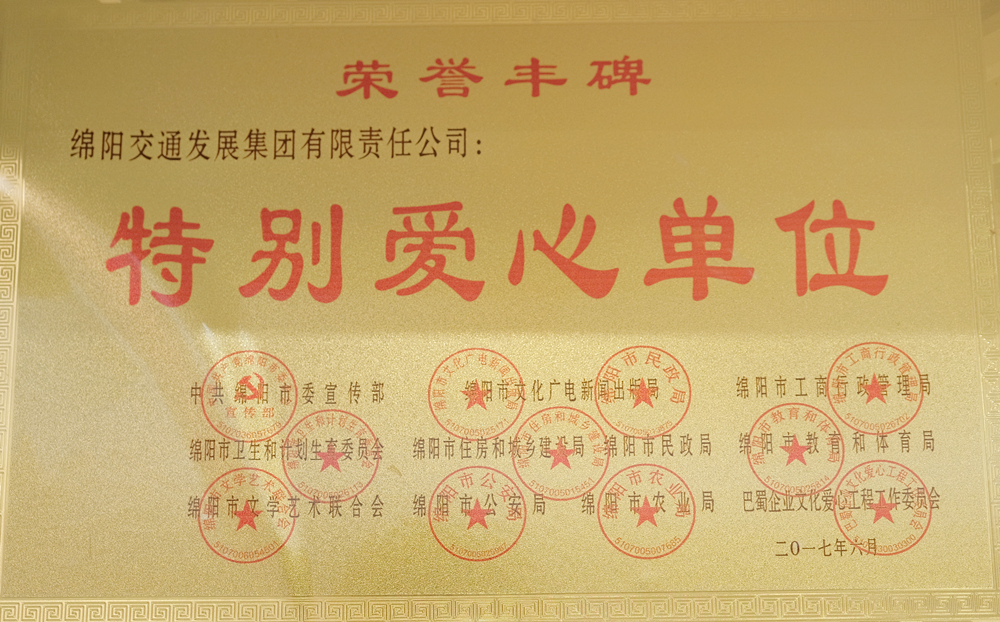 荣誉丰碑
绵阳交通发展集团有限责任公司：
特别爱心单位
中共绵阳市委宣传部 绵阳市文化广电新闻出版局 绵阳市工商行政管理局
绵阳市卫生和计划生育委员会 绵阳市住房和城乡建设局 绵阳市民政局 绵阳市教育和体育局
绵阳市文学艺术联合会 绵阳市公安局 绵阳市农业局 巴蜀企业文化爱心工程工作委员会
二〇一七年六月